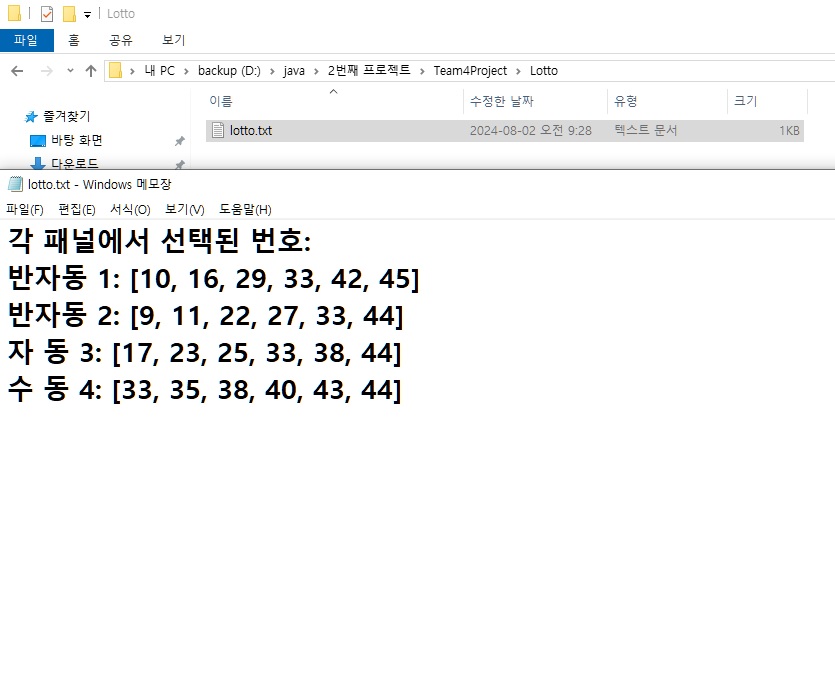 Lotto
파일 홈 공유 보기
내 PC > backup (D:) > java > 2번째 프로젝트 > Team4Project > Lotto
이름 수정한 날짜 유형 크기
즐겨찾기
바탕 화면
다운로드
lotto.txt 2024-08-02 오전 9:28 텍스트 문서 1KB
lotto.txt - Windows 메모장
파일(F) 편집(E) 서식(O) 보기(V) 도움말(H)
각 패널에서 선택된 번호:
반자동 1: [10, 16, 29, 33, 42, 45]
반자동 2: [9, 11, 22, 27, 33, 44]
자 동 3: [17, 23, 25, 33, 38, 44]
수 동 4: [33, 35, 38, 40, 43, 44]